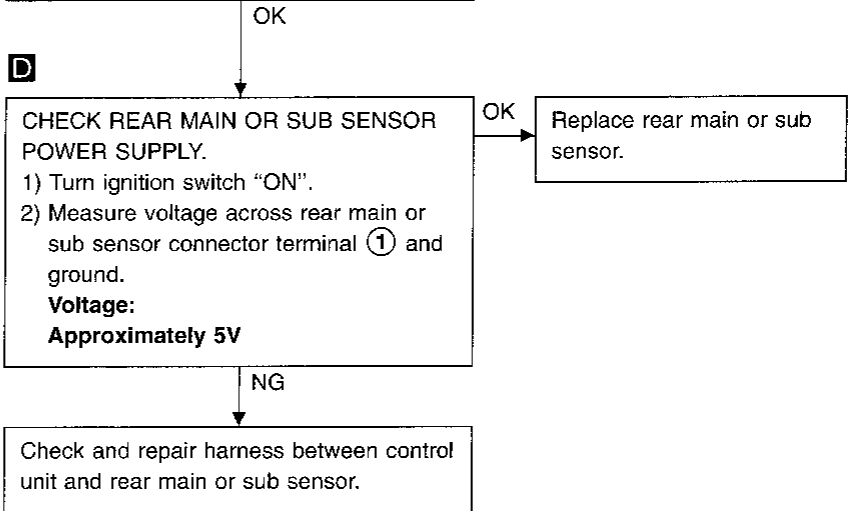 OK
D
CHECK REAR MAIN OR SUB SENSOR
POWER SUPPLY.
1) Turn ignition switch “ON”.
2) Measure voltage across rear main or
sub sensor connector terminal ① and
ground.
Voltage:
Approximately 5V
OK
Replace rear main or sub
sensor.
NG
Check and repair harness between control
unit and rear main or sub sensor.